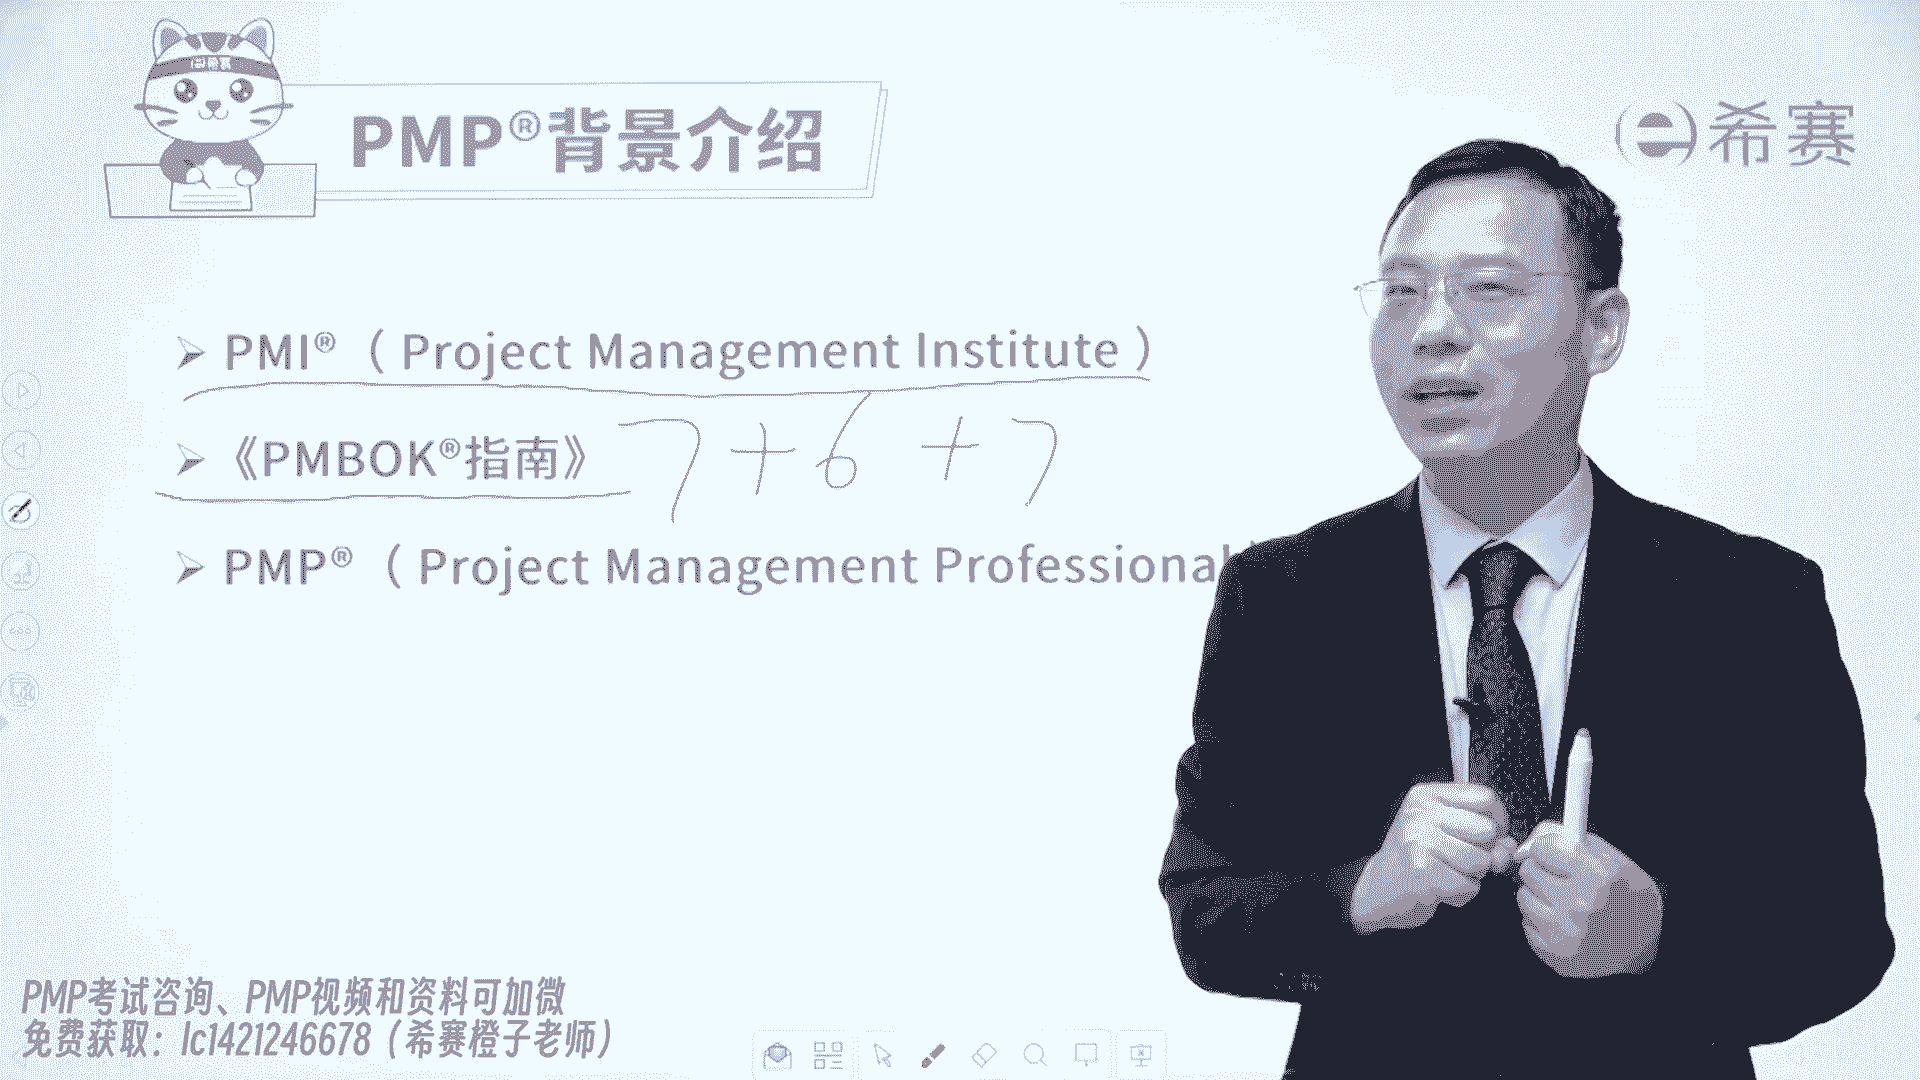 PMP®背景介绍
希赛
PMI®（Project Management Institute）
《PMBOK®指南》 7+6+7
PMP®（Project Management Professional）
PMP考试咨询、PMP视频和资料可加微
免费获取：lc1421246678（希赛橙子老师）